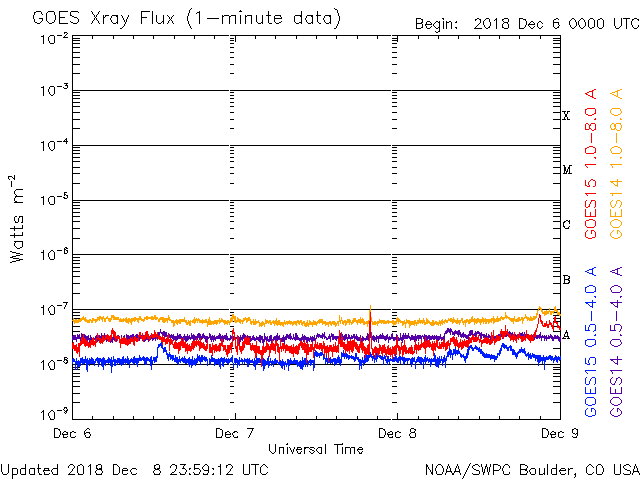 GOES Xray Flux (1-minute data)
Begin: 2018 Dec 6 0000 UTC
10⁻²
10⁻³
10⁻⁴
10⁻⁵
10⁻⁶
10⁻⁷
10⁻⁸
10⁻⁹
Watts m⁻²
X
M
C
B
A
GOES15 1.0-8.0 A
GOES14 1.0-8.0 A
GOES15 0.5-4.0 A
GOES14 0.5-4.0 A
Dec 6
Dec 7
Dec 8
Dec 9
Universal Time
Updated 2018 Dec 8 23:59:12 UTC
NOAA/SWPC Boulder, CO USA